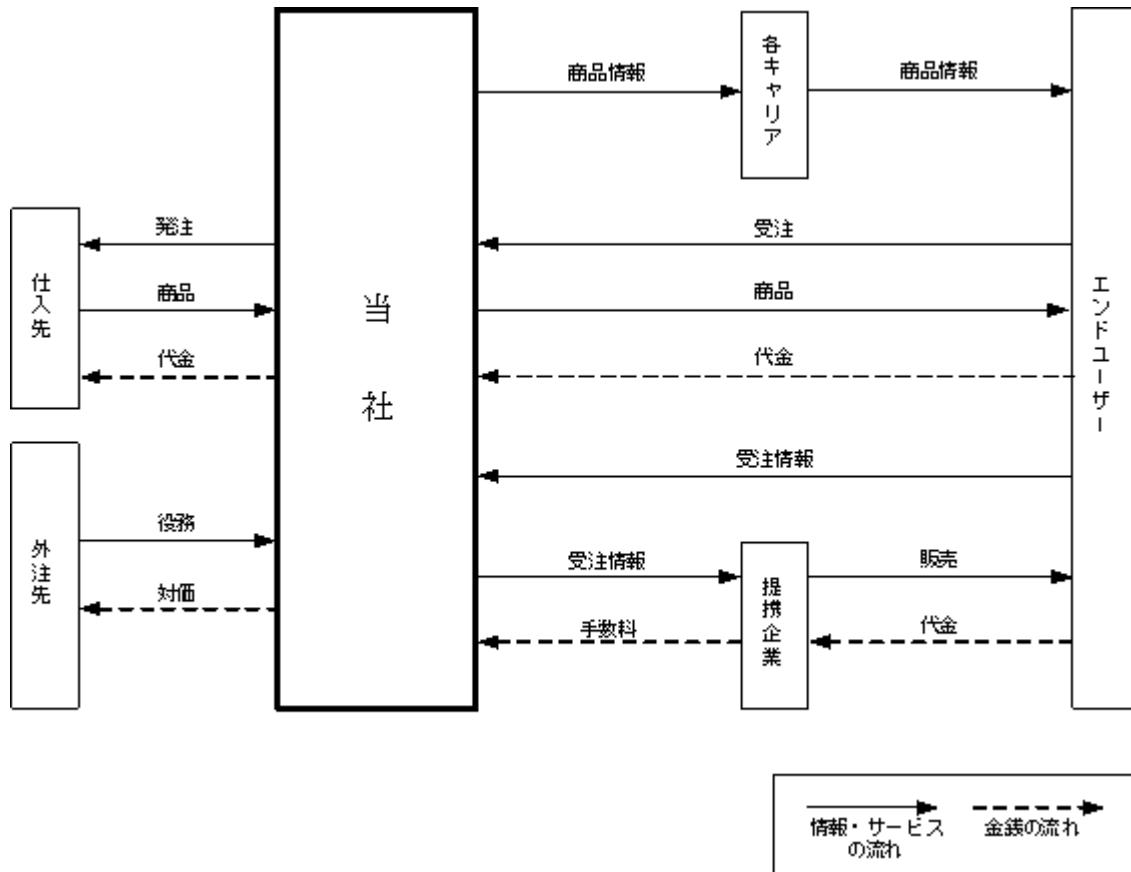 各キャリア
商品情報
商品情報
発注
受注
仕入先
商品
当社
商品
エンドユーザー
代金
代金
受注情報
外注先
役務
受注情報
提携企業
販売
対価
手数料
代金
情報・サービス
の流れ
金銭の流れ